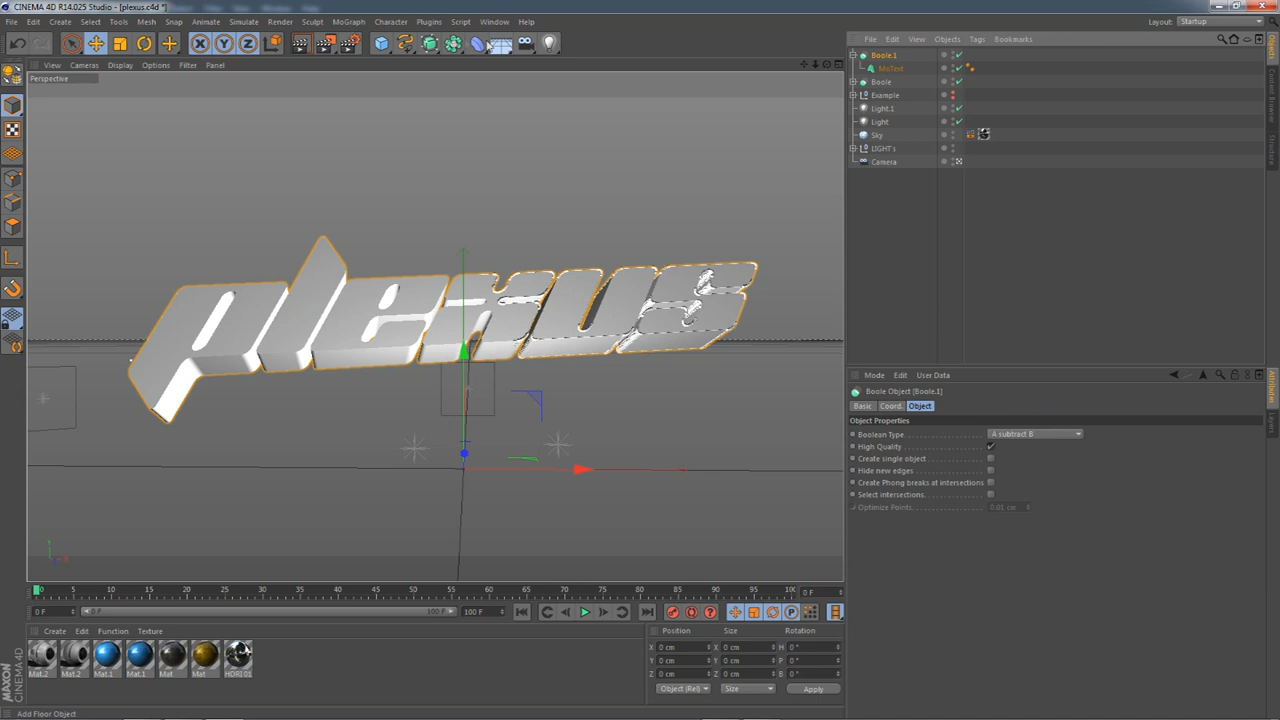 CINEMA 4D R14.025 Studio - [plexus.c4d *]
File Edit Create Select Tools Mesh Snap Animate Simulate Render Sculpt MoGraph Character Plugins Script Window Help
Layout: Startup
View Cameras Display Options Filter Panel
Perspective
plexus
Y
X
0 5 10 15 20 25 30 35 40 45 50 55 60 65 70 75 80 85 90 95 100 0 F
0 F 0 F 100 F 100 F
File Edit View Objects Tags Bookmarks
Boole.1
MoText
Boole
Example
Light.1
Light
Sky
LIGHT's
Camera
Objects
Content Browser
Structure
Mode Edit User Data
Boole Object [Boole.1]
Basic Coord. Object
Object Properties
Boolean Type A subtract B
High Quality
Create single object
Hide new edges
Create Phong breaks at intersections
Select intersections
Optimize Points 0.01 cm
Attributes
Layers
Create Edit Function Texture
Mat.2 Mat.2 Mat.1 Mat.1 Mat Mat HDRI01
Position Size Rotation
X 0 cm X 0 cm H 0 °
Y 0 cm Y 0 cm P 0 °
Z 0 cm Z 0 cm B 0 °
Object (Rel) Size Apply
MAXON CINEMA 4D
Add Floor Object